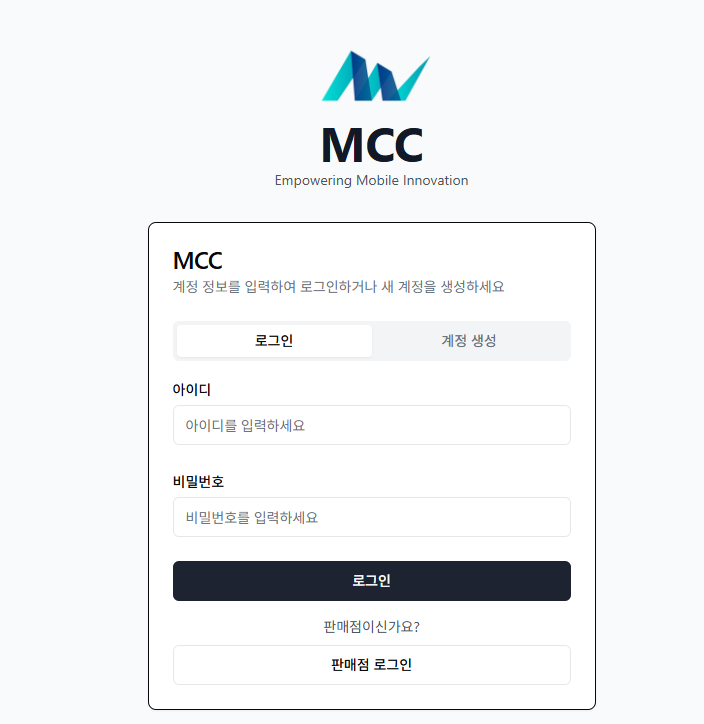 MCC
Empowering Mobile Innovation
MCC
계정 정보를 입력하여 로그인하거나 새 계정을 생성하세요
로그인 계정 생성
아이디
아이디를 입력하세요
비밀번호
비밀번호를 입력하세요
로그인
판매점이신가요?
판매점 로그인